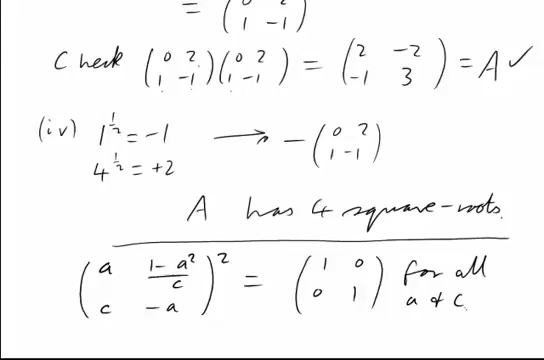 = (0 2
1 -1)
Check (0 2
1 -1)(0 2
1 -1) = (2 -2
-1 3) = A ✓
(iv) 1^{1/2} = -1 ⟶ -(0 2
1 -1)
4^{1/2} = +2
A has 4 square-roots.
(a (1-a²)/c
c -a)² = (1 0
0 1) for all
a & c.